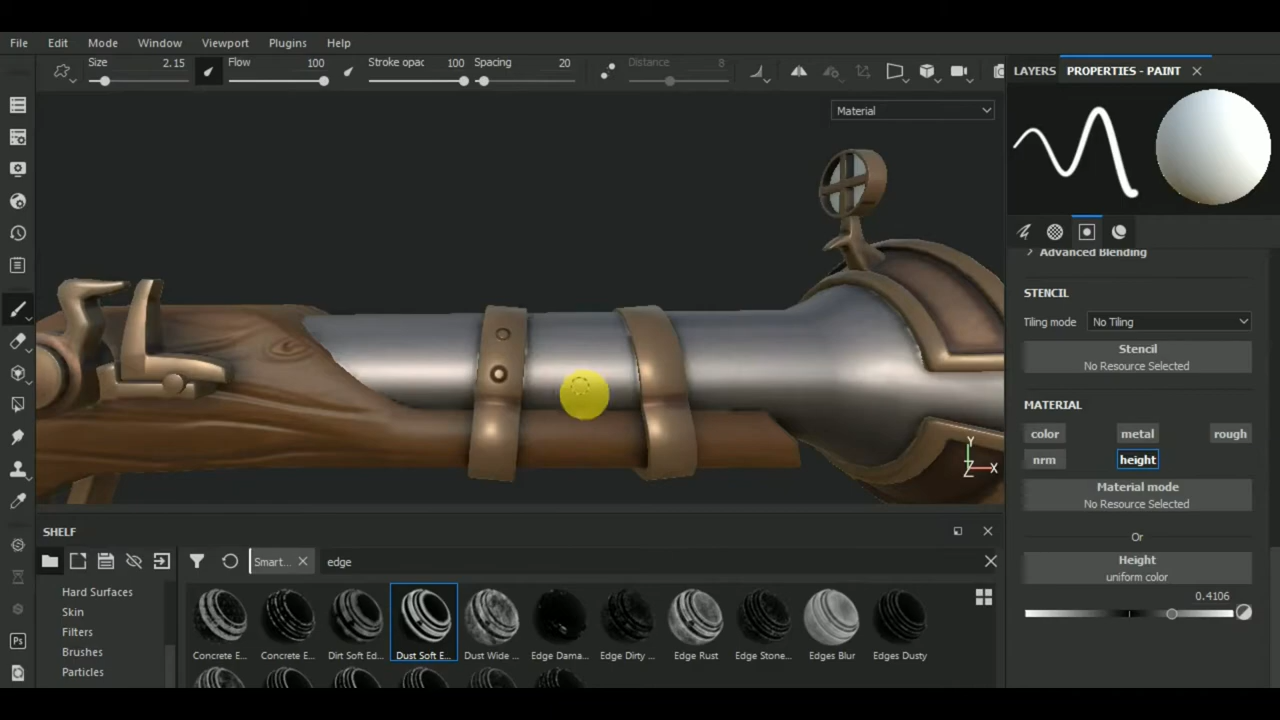 File Edit Mode Window Viewport Plugins Help
Size 2.15 Flow 100 Stroke opac 100 Spacing 20 Distance 8
LAYERS PROPERTIES - PAINT
Material
Advanced Blending
STENCIL
Tiling mode No Tiling
Stencil
No Resource Selected
MATERIAL
color metal rough
nrm height
Material mode
No Resource Selected
Or
Height
uniform color
0.4106
Y
Z X
SHELF
Smart... edge
Hard Surfaces
Skin
Filters
Brushes
Particles
Concrete E... Concrete E... Dirt Soft Ed... Dust Soft E... Dust Wide ... Edge Dama... Edge Dirty ... Edge Rust Edge Stone... Edges Blur Edges Dusty
Ps